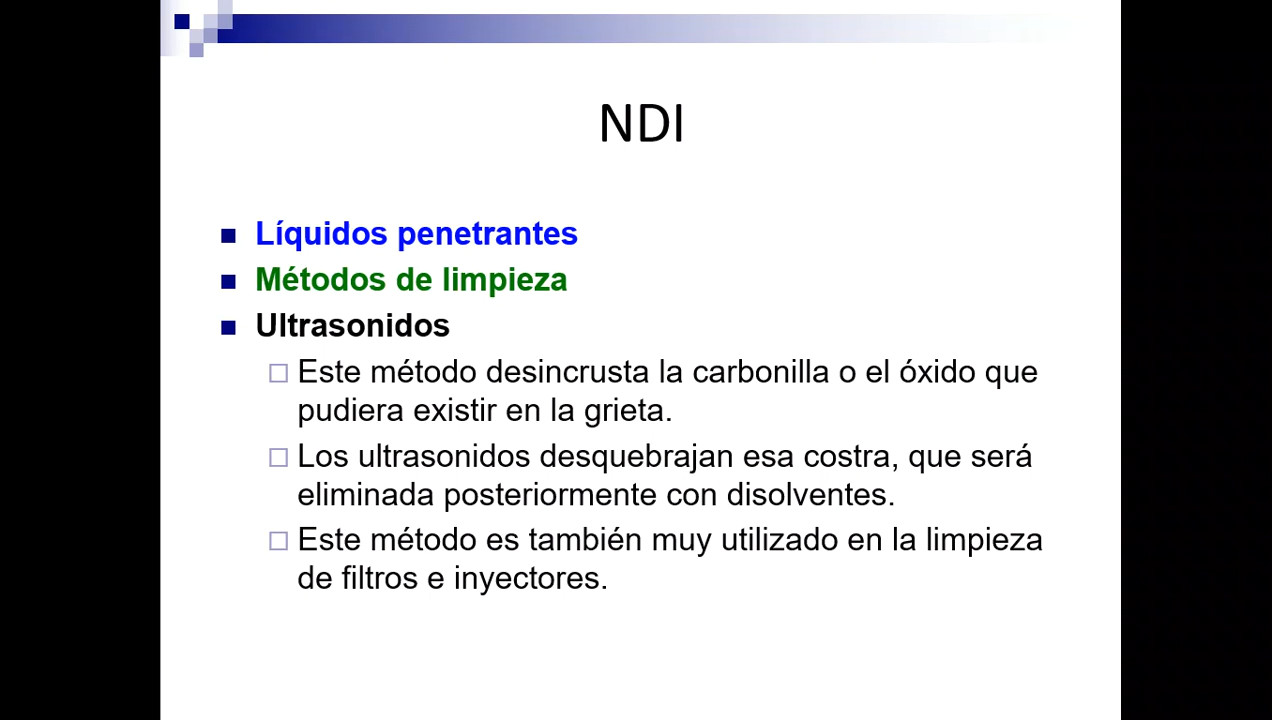 NDI
Líquidos penetrantes
Métodos de limpieza
Ultrasonidos
Este método desincrusta la carbonilla o el óxido que
pudiera existir en la grieta.
Los ultrasonidos desquebrajan esa costra, que será
eliminada posteriormente con disolventes.
Este método es también muy utilizado en la limpieza
de filtros e inyectores.